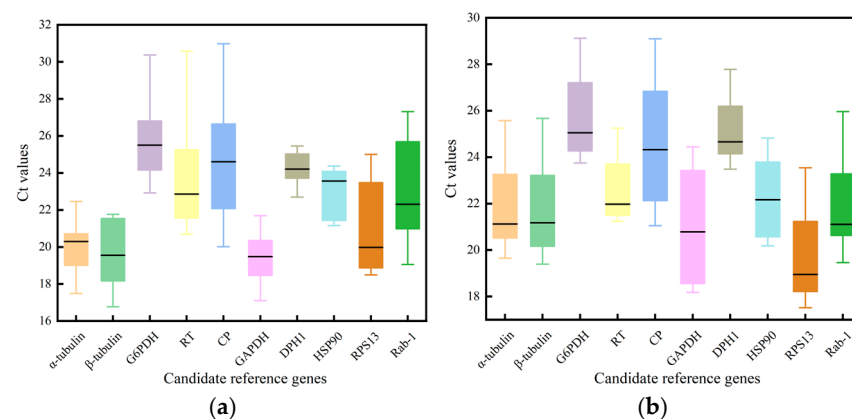 32
30
28
26
24
22
20
18
16
Ct values
α-tubulin
β-tubulin
G6PDH
RT
CP
GAPDH
DPH1
HSP90
RPS13
Rab-1
Candidate reference genes
(a)
30
28
26
24
22
20
18
Ct values
α-tubulin
β-tubulin
G6PDH
RT
CP
GAPDH
DPH1
HSP90
RPS13
Rab-1
Candidate reference genes
(b)